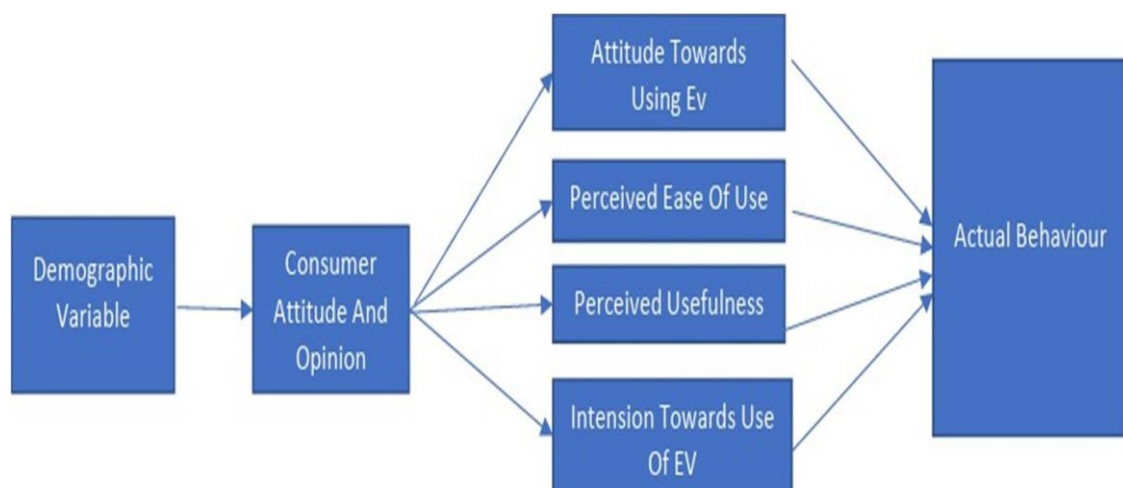 Demographic
Variable
Consumer
Attitude And
Opinion
Attitude Towards
Using Ev
Perceived Ease Of Use
Perceived Usefulness
Intension Towards Use
Of EV
Actual Behaviour